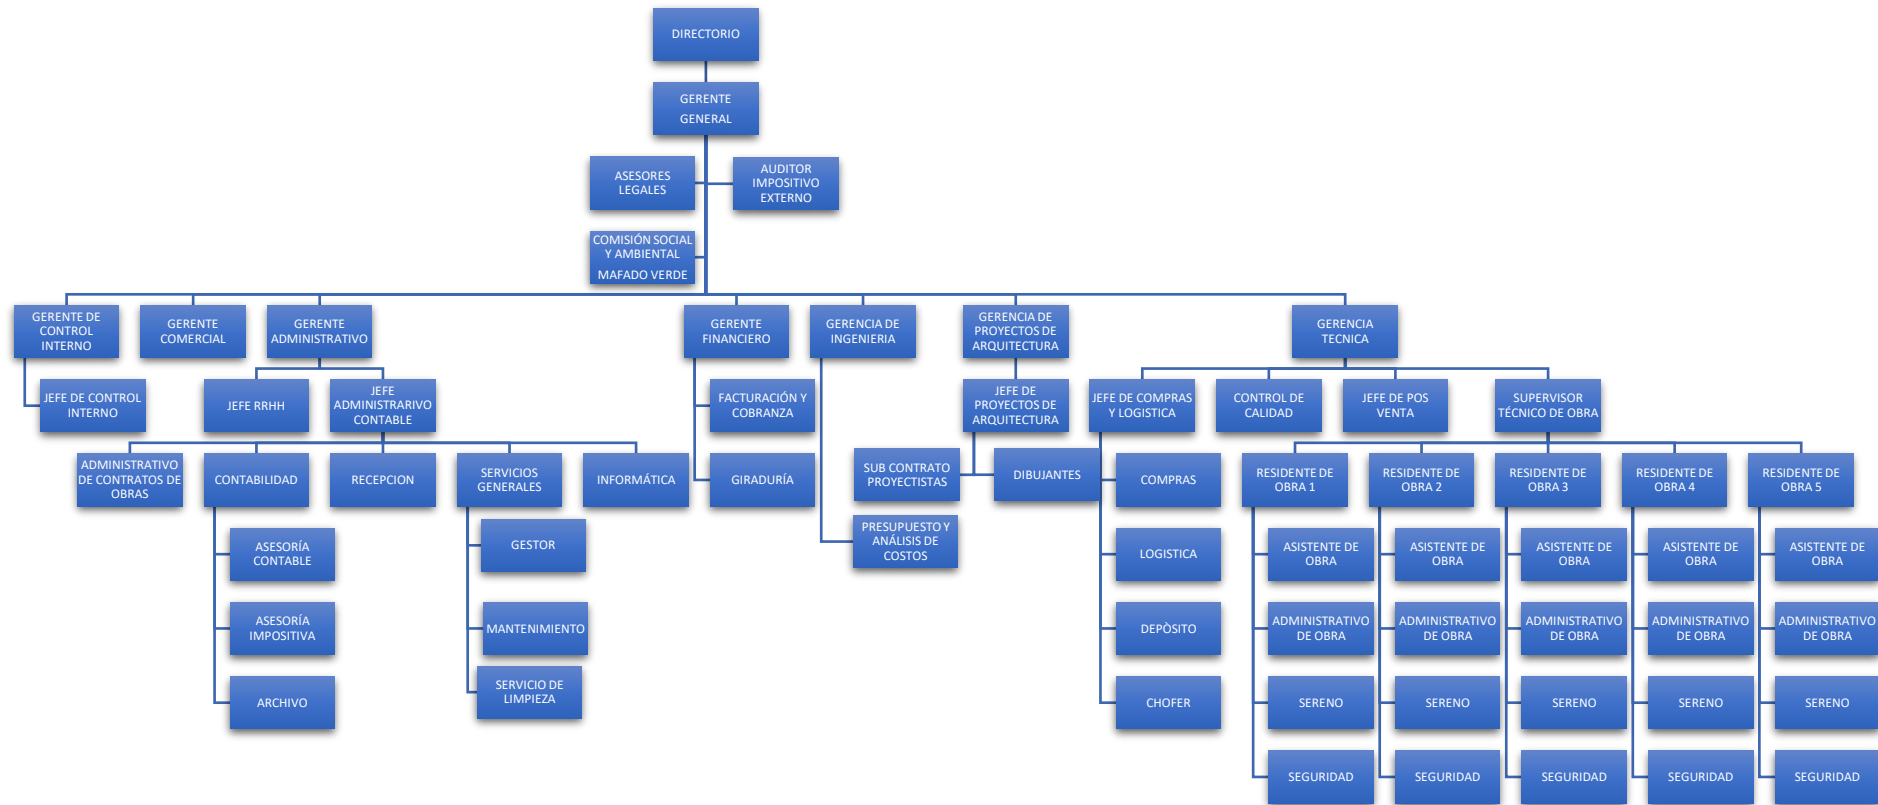 DIRECTORIO
GERENTE
GENERAL
ASESORES
LEGALES
AUDITOR
IMPOSITIVO
EXTERNO
COMISIÓN SOCIAL
Y AMBIENTAL
MAFADO VERDE
GERENTE DE
CONTROL
INTERNO
GERENTE
COMERCIAL
GERENTE
ADMINISTRATIVO
GERENTE
FINANCIERO
GERENCIA DE
INGENIERIA
GERENCIA DE
PROYECTOS DE
ARQUITECTURA
GERENCIA
TECNICA
JEFE DE CONTROL
INTERNO
JEFE RRHH
JEFE
ADMINISTRARIVO
CONTABLE
FACTURACIÓN Y
COBRANZA
JEFE DE
PROYECTOS DE
ARQUITECTURA
JEFE DE COMPRAS
Y LOGISTICA
CONTROL DE
CALIDAD
JEFE DE POS
VENTA
SUPERVISOR
TÉCNICO DE OBRA
ADMINISTRATIVO
DE CONTRATOS DE
OBRAS
CONTABILIDAD
RECEPCION
SERVICIOS
GENERALES
INFORMÁTICA
GIRADURÍA
SUB CONTRATO
PROYECTISTAS
DIBUJANTES
COMPRAS
RESIDENTE DE
OBRA 1
RESIDENTE DE
OBRA 2
RESIDENTE DE
OBRA 3
RESIDENTE DE
OBRA 4
RESIDENTE DE
OBRA 5
ASESORÍA
CONTABLE
GESTOR
PRESUPUESTO Y
ANÁLISIS DE
COSTOS
LOGISTICA
ASISTENTE DE
OBRA
ASISTENTE DE
OBRA
ASISTENTE DE
OBRA
ASISTENTE DE
OBRA
ASISTENTE DE
OBRA
ASESORÍA
IMPOSITIVA
MANTENIMIENTO
DEPÒSITO
ADMINISTRATIVO
DE OBRA
ADMINISTRATIVO
DE OBRA
ADMINISTRATIVO
DE OBRA
ADMINISTRATIVO
DE OBRA
ADMINISTRATIVO
DE OBRA
ARCHIVO
SERVICIO DE
LIMPIEZA
CHOFER
SERENO
SERENO
SERENO
SERENO
SERENO
SEGURIDAD
SEGURIDAD
SEGURIDAD
SEGURIDAD
SEGURIDAD